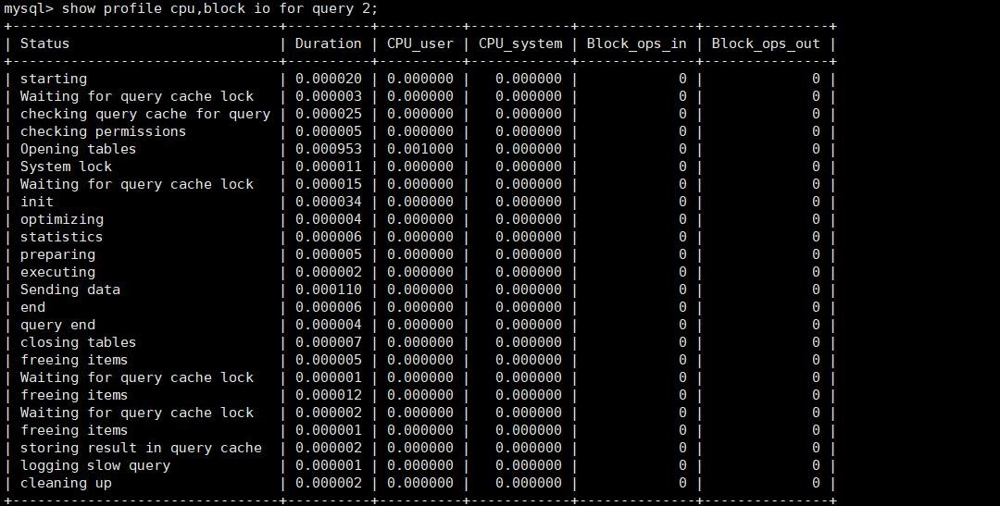 mysql> show profile cpu,block io for query 2;
+--------------------------------+----------+----------+------------+--------------+---------------+
| Status                         | Duration | CPU_user | CPU_system | Block_ops_in | Block_ops_out |
+--------------------------------+----------+----------+------------+--------------+---------------+
| starting                       | 0.000020 | 0.000000 |   0.000000 |            0 |             0 |
| Waiting for query cache lock   | 0.000003 | 0.000000 |   0.000000 |            0 |             0 |
| checking query cache for query | 0.000025 | 0.000000 |   0.000000 |            0 |             0 |
| checking permissions           | 0.000005 | 0.000000 |   0.000000 |            0 |             0 |
| Opening tables                 | 0.000953 | 0.001000 |   0.000000 |            0 |             0 |
| System lock                    | 0.000011 | 0.000000 |   0.000000 |            0 |             0 |
| Waiting for query cache lock   | 0.000015 | 0.000000 |   0.000000 |            0 |             0 |
| init                           | 0.000034 | 0.000000 |   0.000000 |            0 |             0 |
| optimizing                     | 0.000004 | 0.000000 |   0.000000 |            0 |             0 |
| statistics                     | 0.000006 | 0.000000 |   0.000000 |            0 |             0 |
| preparing                      | 0.000005 | 0.000000 |   0.000000 |            0 |             0 |
| executing                      | 0.000002 | 0.000000 |   0.000000 |            0 |             0 |
| Sending data                   | 0.000110 | 0.000000 |   0.000000 |            0 |             0 |
| end                            | 0.000006 | 0.000000 |   0.000000 |            0 |             0 |
| query end                      | 0.000004 | 0.000000 |   0.000000 |            0 |             0 |
| closing tables                 | 0.000007 | 0.000000 |   0.000000 |            0 |             0 |
| freeing items                  | 0.000005 | 0.000000 |   0.000000 |            0 |             0 |
| Waiting for query cache lock   | 0.000001 | 0.000000 |   0.000000 |            0 |             0 |
| freeing items                  | 0.000012 | 0.000000 |   0.000000 |            0 |             0 |
| Waiting for query cache lock   | 0.000002 | 0.000000 |   0.000000 |            0 |             0 |
| freeing items                  | 0.000001 | 0.000000 |   0.000000 |            0 |             0 |
| storing result in query cache  | 0.000002 | 0.000000 |   0.000000 |            0 |             0 |
| logging slow query             | 0.000001 | 0.000000 |   0.000000 |            0 |             0 |
| cleaning up                    | 0.000002 | 0.000000 |   0.000000 |            0 |             0 |
+--------------------------------+----------+----------+------------+--------------+---------------+